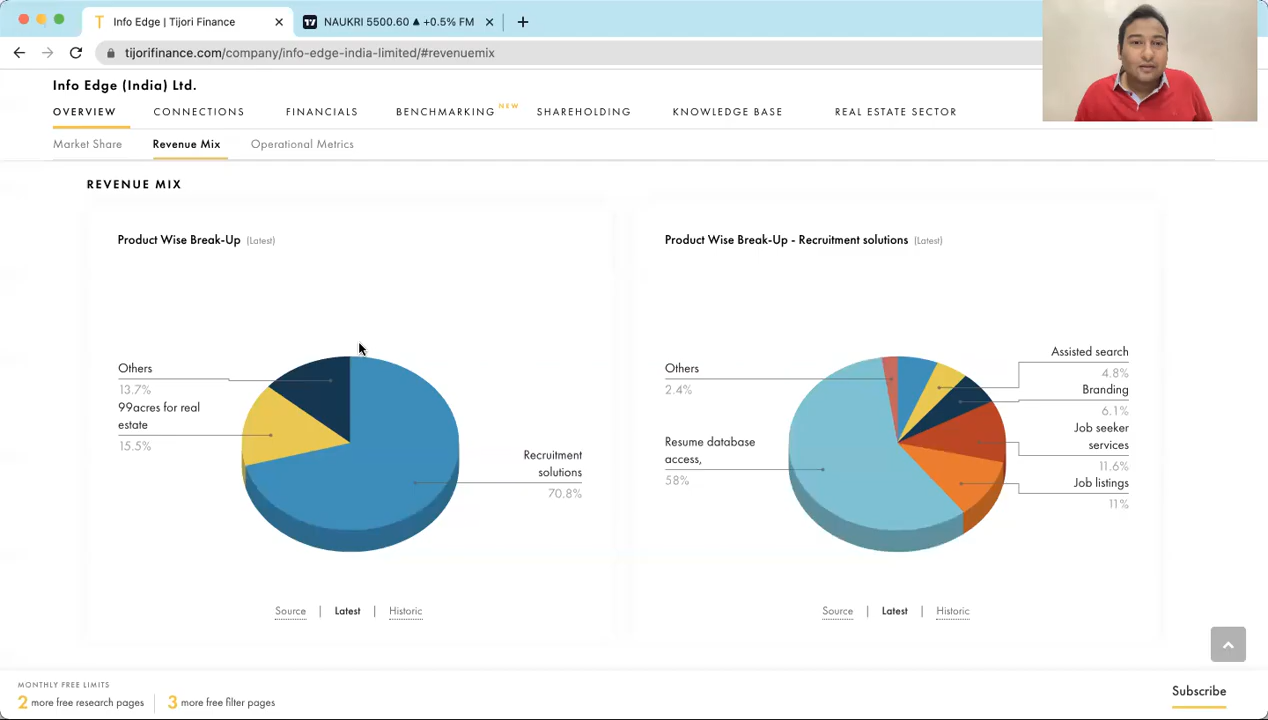 Info Edge | Tijori Finance
NAUKRI 5500.60 ▲ +0.5% FM
tijorifinance.com/company/info-edge-india-limited/#revenuemix
Info Edge (India) Ltd.
OVERVIEW CONNECTIONS FINANCIALS BENCHMARKING NEW SHAREHOLDING KNOWLEDGE BASE REAL ESTATE SECTOR
Market Share Revenue Mix Operational Metrics
REVENUE MIX
Product Wise Break-Up (Latest)
Others
13.7%
99acres for real
estate
15.5%
Recruitment
solutions
70.8%
Source | Latest | Historic
Product Wise Break-Up - Recruitment solutions (Latest)
Others
2.4%
Resume database
access,
58%
Assisted search
4.8%
Branding
6.1%
Job seeker
services
11.6%
Job listings
11%
Source | Latest | Historic
MONTHLY FREE LIMITS
2 more free research pages
3 more free filter pages
Subscribe